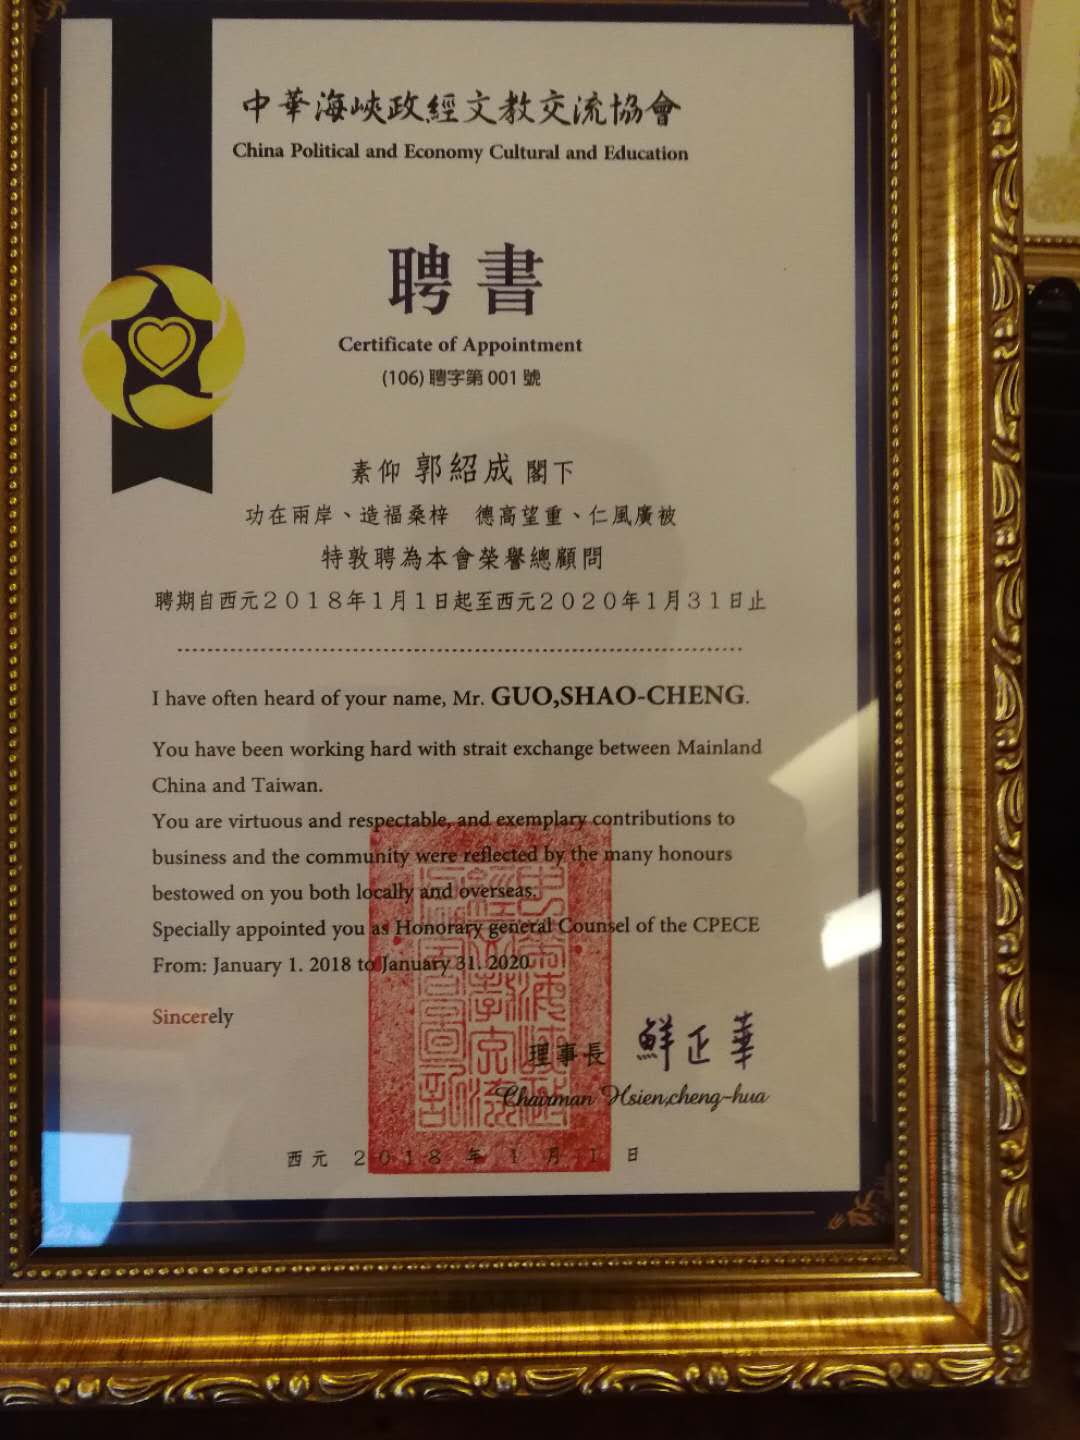 中華海峽政經文教交流協會
China Political and Economy Cultural and Education
聘書
Certificate of Appointment
(106) 聘字第 001 號
素仰 郭紹成 閣下
功在兩岸、造福桑梓　德高望重、仁風廣被
特敦聘為本會榮譽總顧問
聘期自西元２０１８年１月１日起至西元２０２０年１月３１日止
I have often heard of your name, Mr. GUO,SHAO-CHENG.
You have been working hard with strait exchange between Mainland
China and Taiwan.
You are virtuous and respectable, and exemplary contributions to
business and the community were reflected by the many honours
bestowed on you both locally and overseas.
Specially appointed you as Honorary general Counsel of the CPECE
From: January 1. 2018 to January 31. 2020
Sincerely
理事長 鮮正華
Chairman Hsien,cheng-hua
西元 ２０１８ 年 １ 月 １ 日